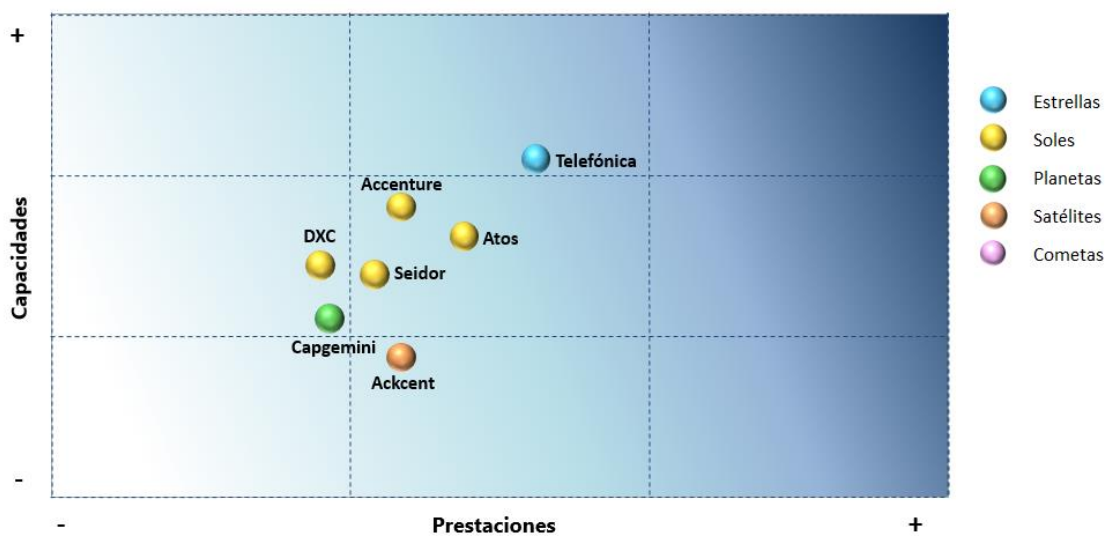 +
Capacidades
-
Telefónica
Accenture
Atos
DXC
Seidor
Capgemini
Ackcent
-
Prestaciones
+
Estrellas
Soles
Planetas
Satélites
Cometas